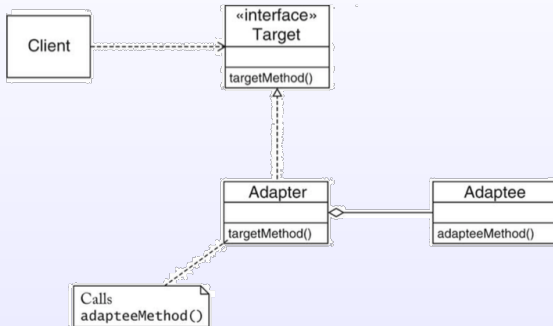 Client
«interface»
Target
targetMethod()
Adapter
targetMethod()
Adaptee
adapteeMethod()
Calls
adapteeMethod()